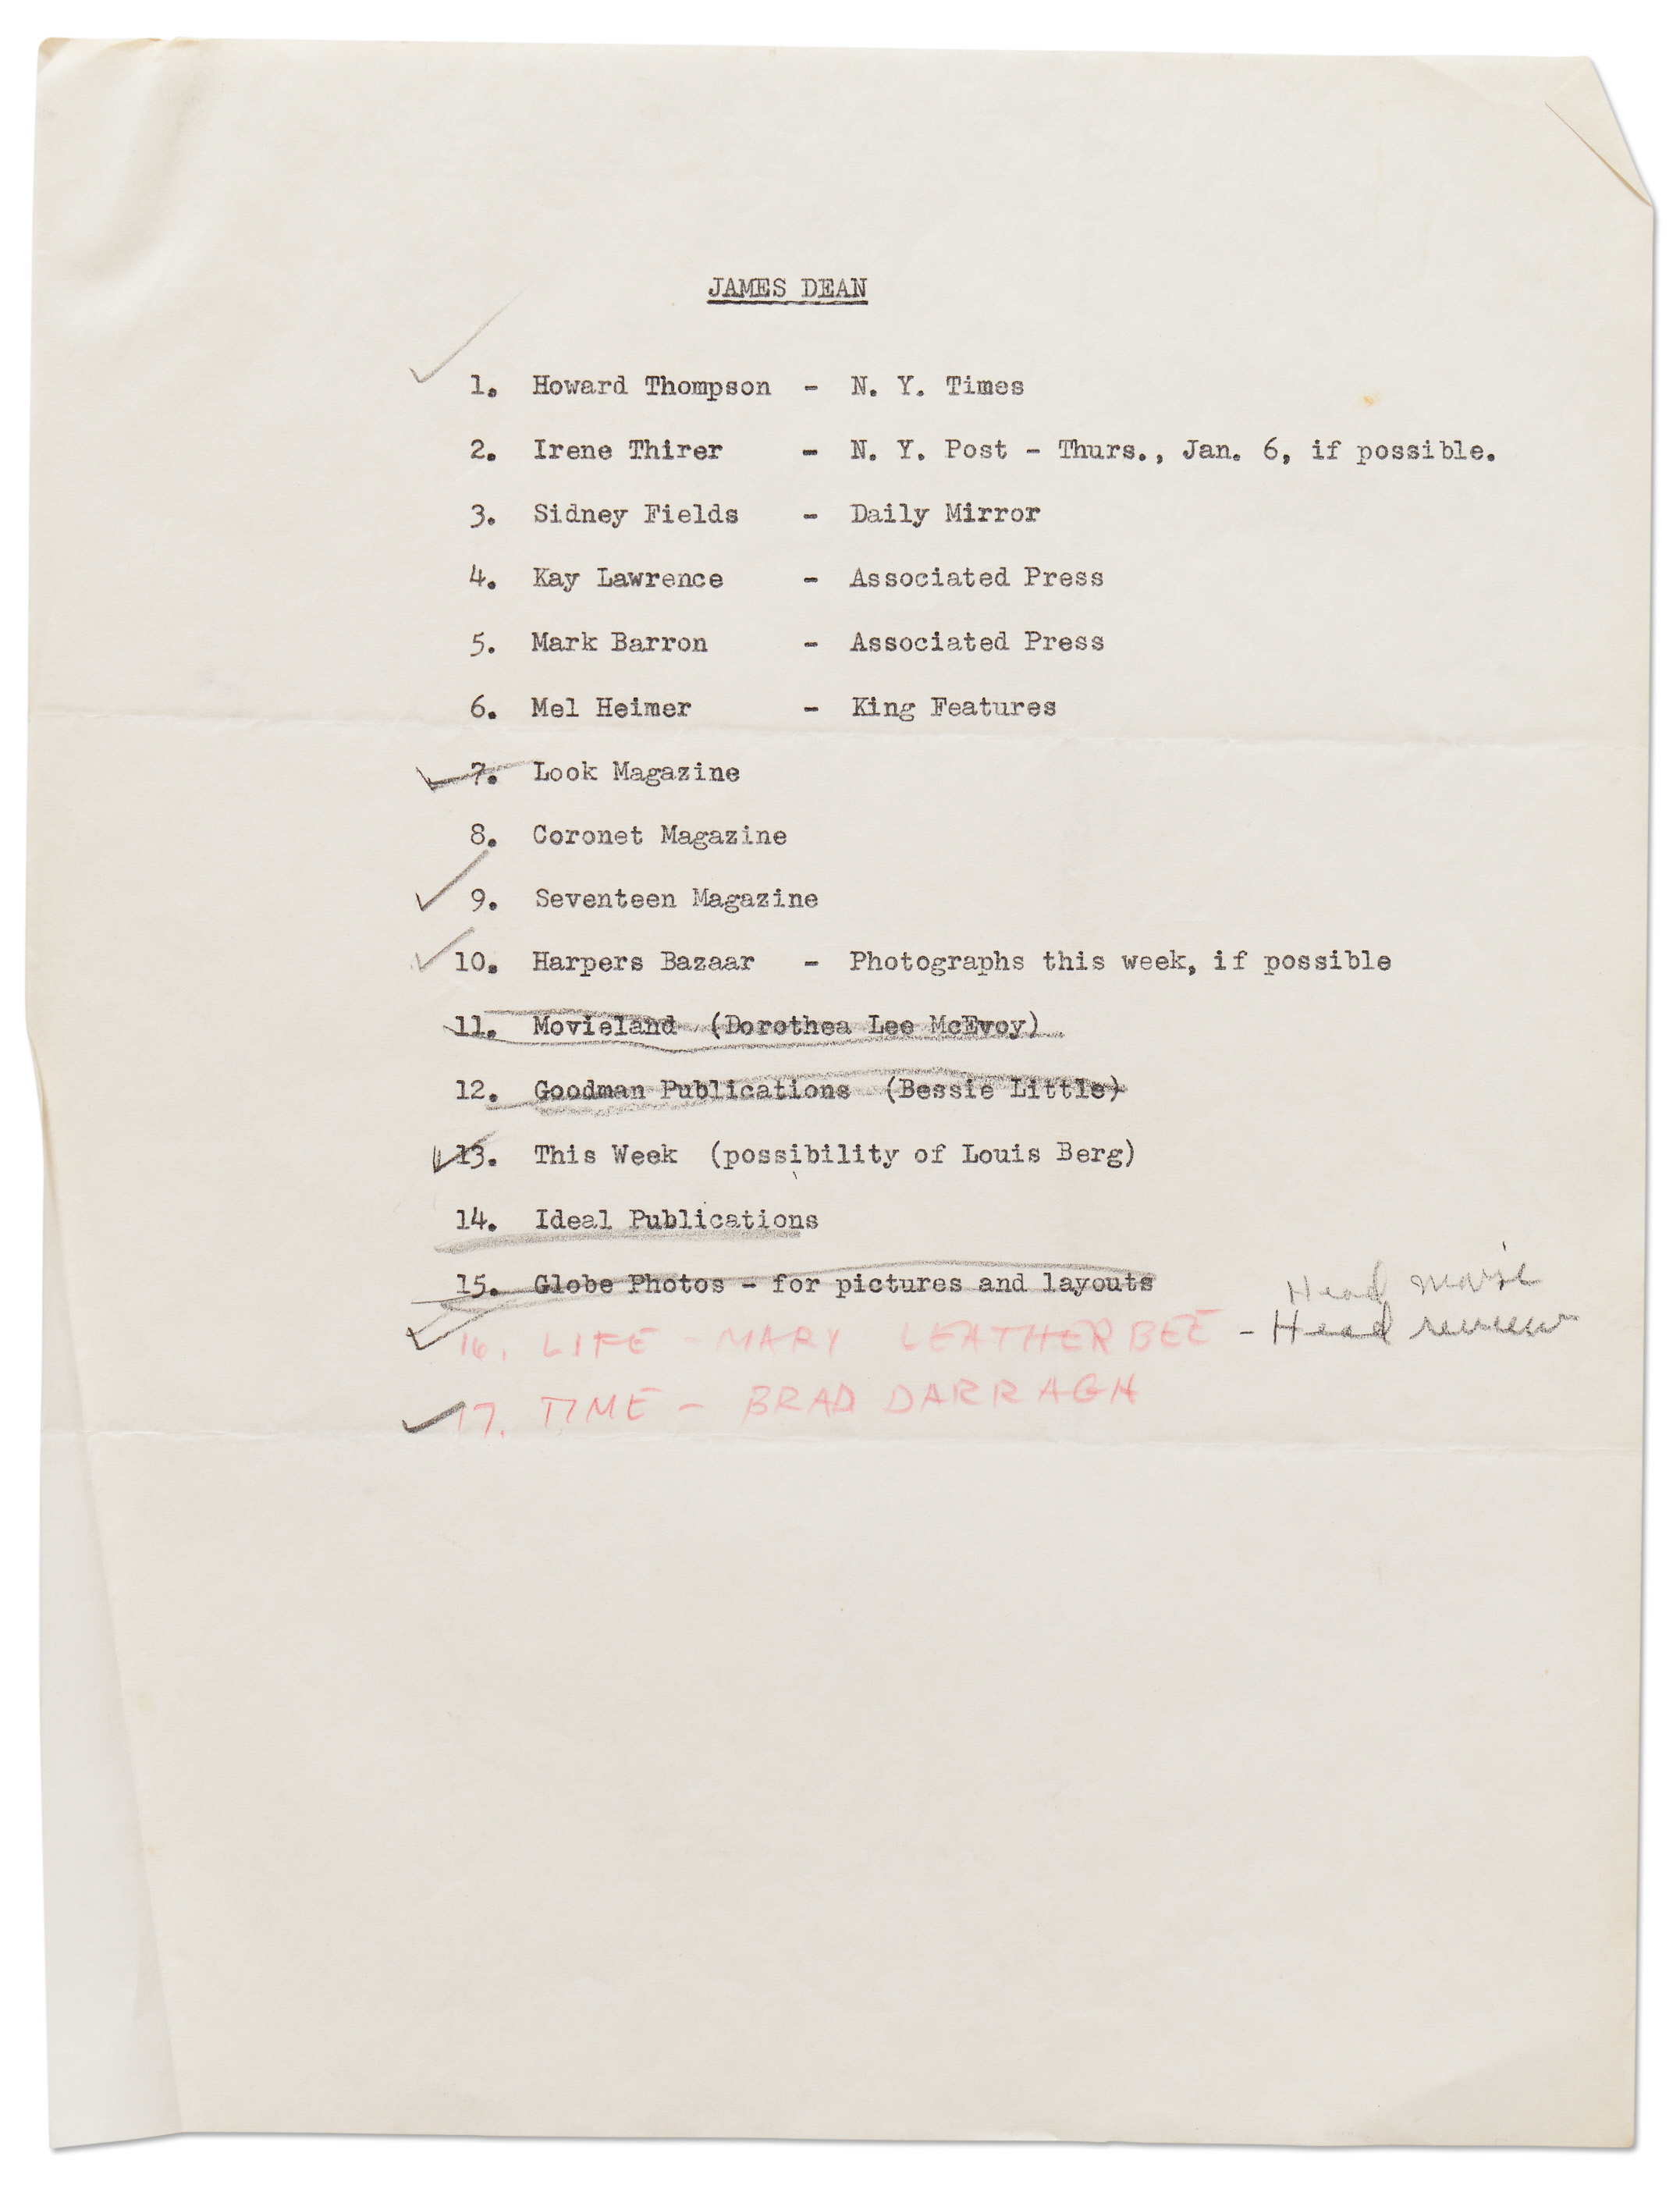 JAMES DEAN
1. Howard Thompson - N. Y. Times
2. Irene Thirer - N. Y. Post - Thurs., Jan. 6, if possible.
3. Sidney Fields - Daily Mirror
4. Kay Lawrence - Associated Press
5. Mark Barron - Associated Press
6. Mel Heimer - King Features
7. Look Magazine
8. Coronet Magazine
9. Seventeen Magazine
10. Harpers Bazaar - Photographs this week, if possible
11. Movieland (Dorothea Lee McEvoy)
12. Goodman Publications (Bessie Little)
13. This Week (possibility of Louis Berg)
14. Ideal Publications
15. Globe Photos - for pictures and layouts
Head movie
16. LIFE - MARY LEATHERBEE - Head review
17. TIME - BRAD DARRAGH